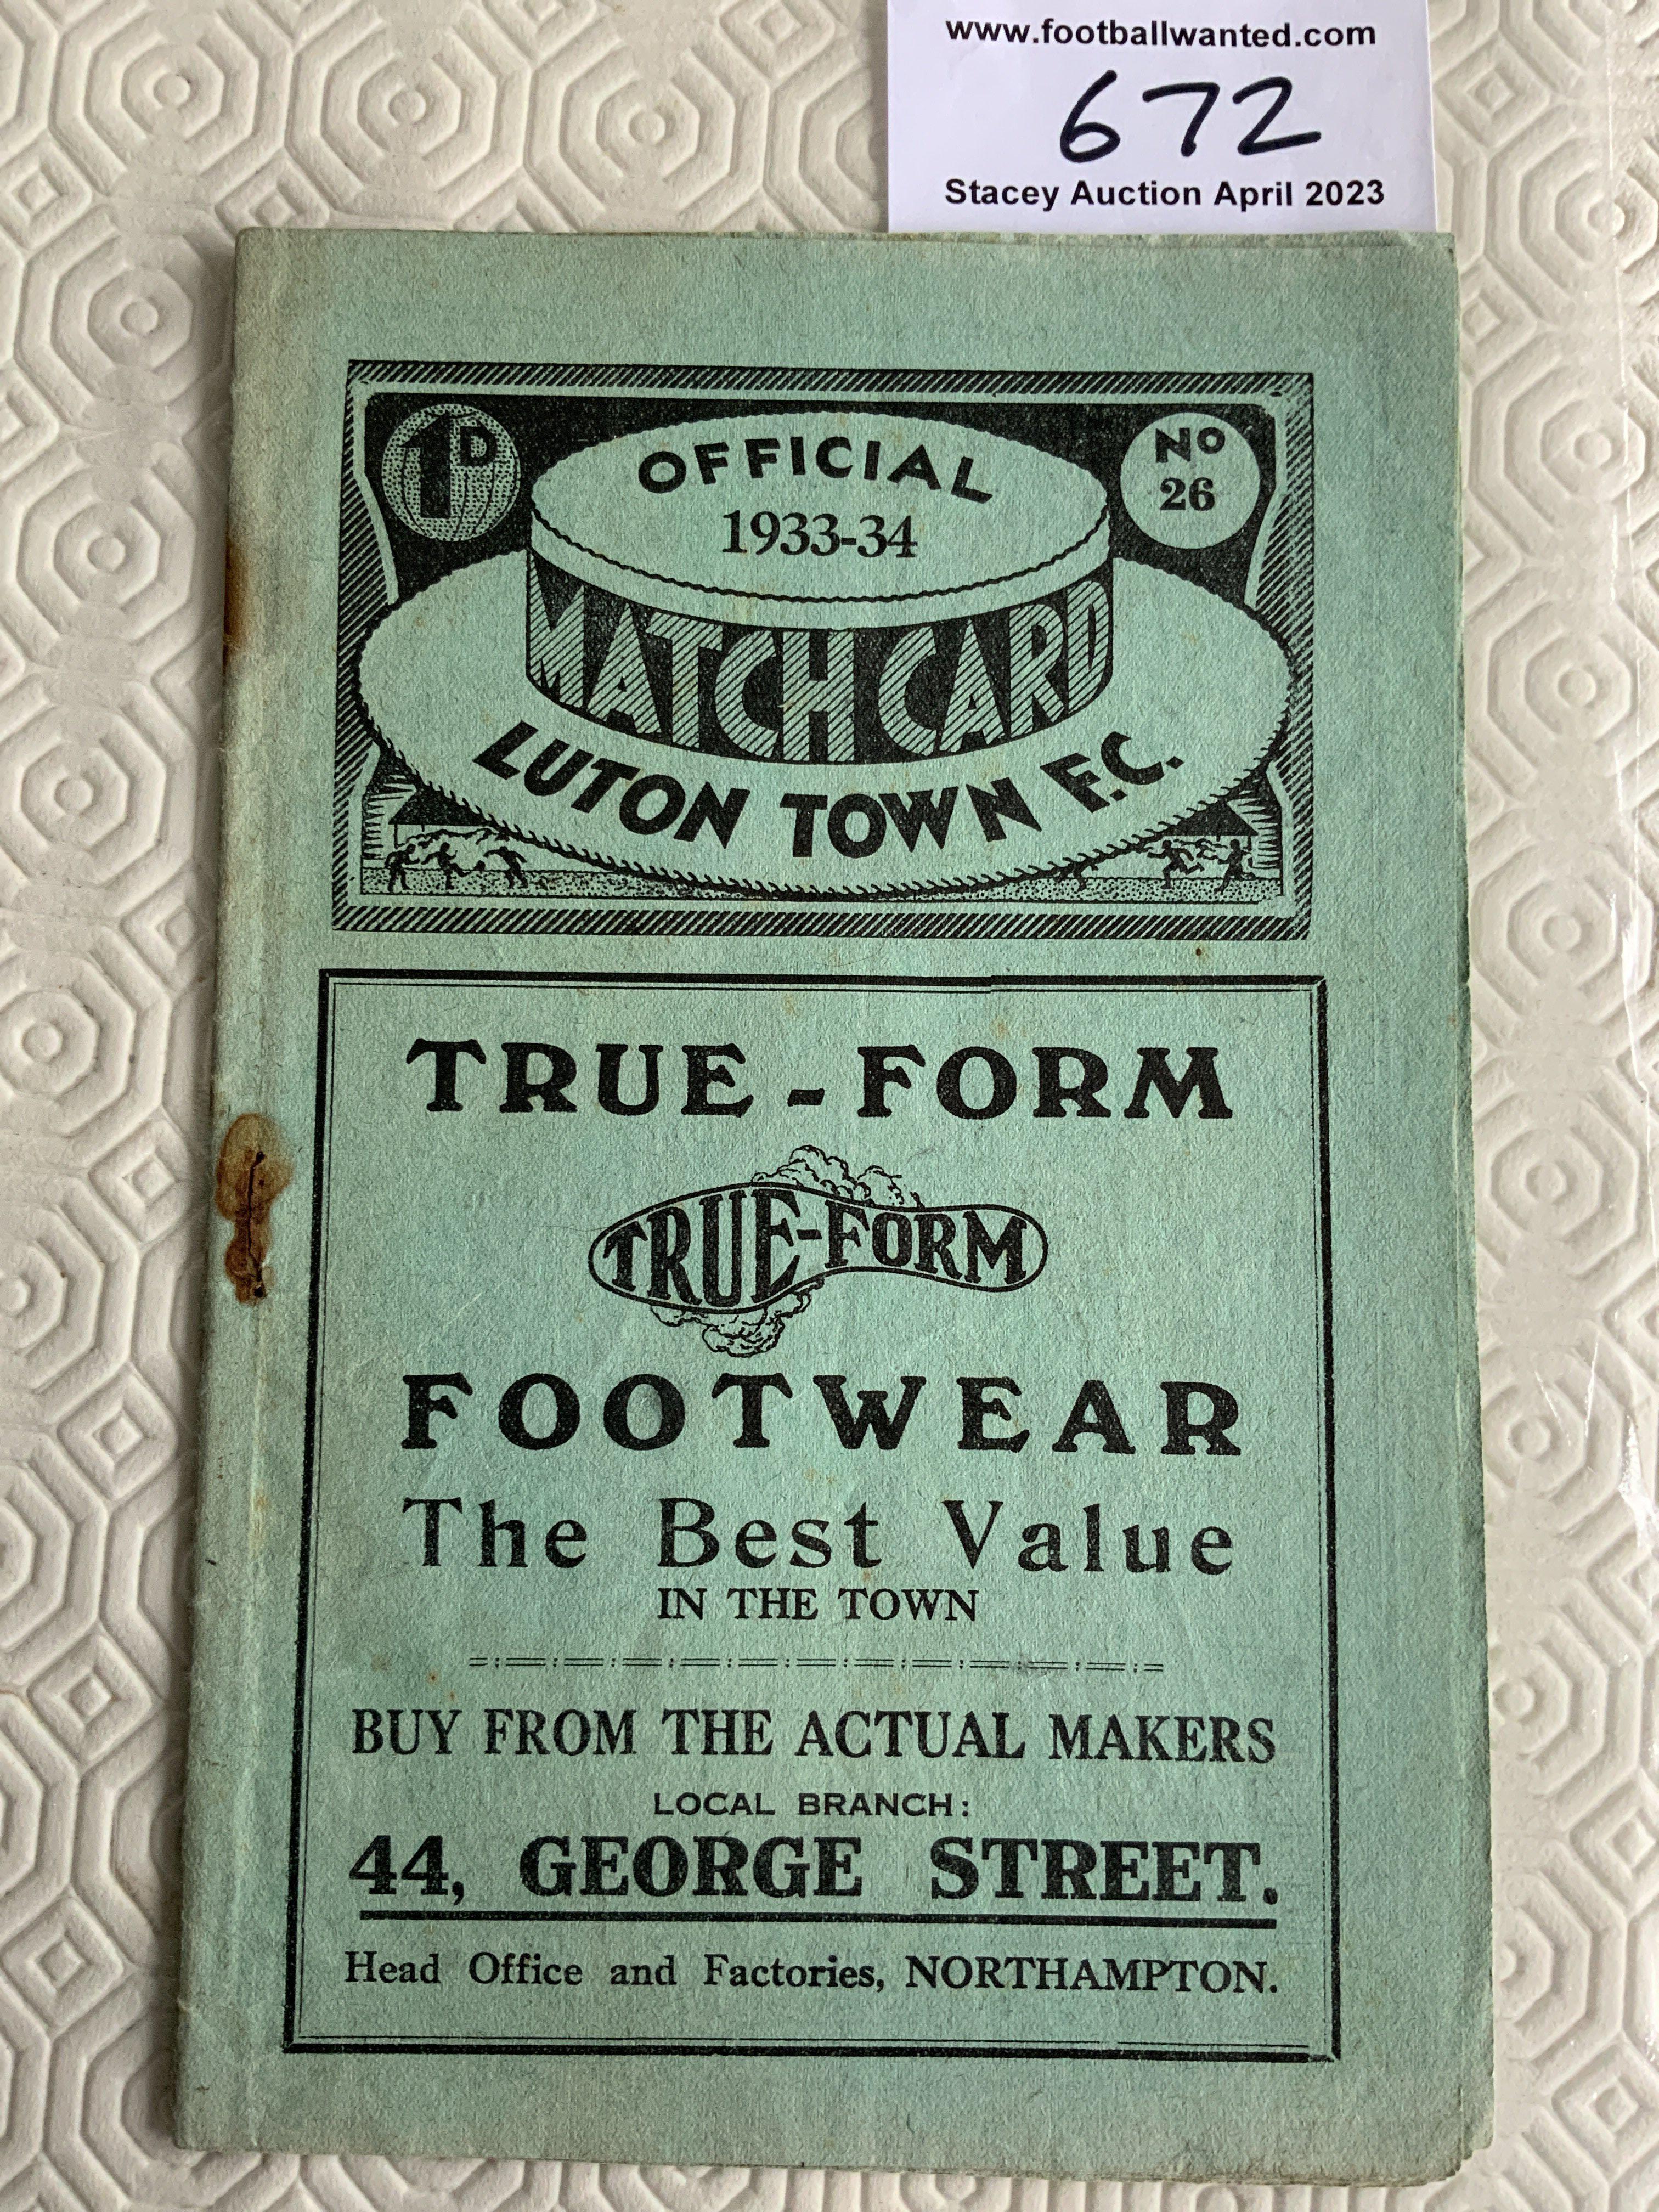 www.footballwanted.com
672
Stacey Auction April 2023
1D
OFFICIAL
No
26
1933-34
MATCH CARD
LUTON TOWN F.C.
TRUE-FORM
TRUE-FORM
FOOTWEAR
The Best Value
IN THE TOWN
BUY FROM THE ACTUAL MAKERS
LOCAL BRANCH:
44, GEORGE STREET.
Head Office and Factories, NORTHAMPTON.